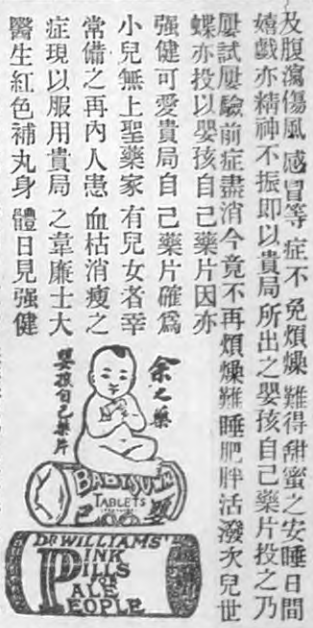 及腹瀉傷風感冒等症不免煩燥難得甜蜜之安睡日間
嬉戲亦精神不振即以貴局所出之嬰孩自己藥片投之乃
屢試屢驗前症盡消今竟不再煩燥難睡肥胖活潑次兒世
蝶亦投以嬰孩自己藥片因亦
强健可愛貴局自己藥片確爲
小兒無上聖藥家有兒女者幸
常備之再內人患血枯消瘦之
症現以服用貴局之韋廉士大
醫生紅色補丸身體日見强健
余之藥
嬰孩自己藥片
BABY'S OWN
TABLETS
DR WILLIAMS'
PINK
PILLS
FOR
PALE
PEOPLE